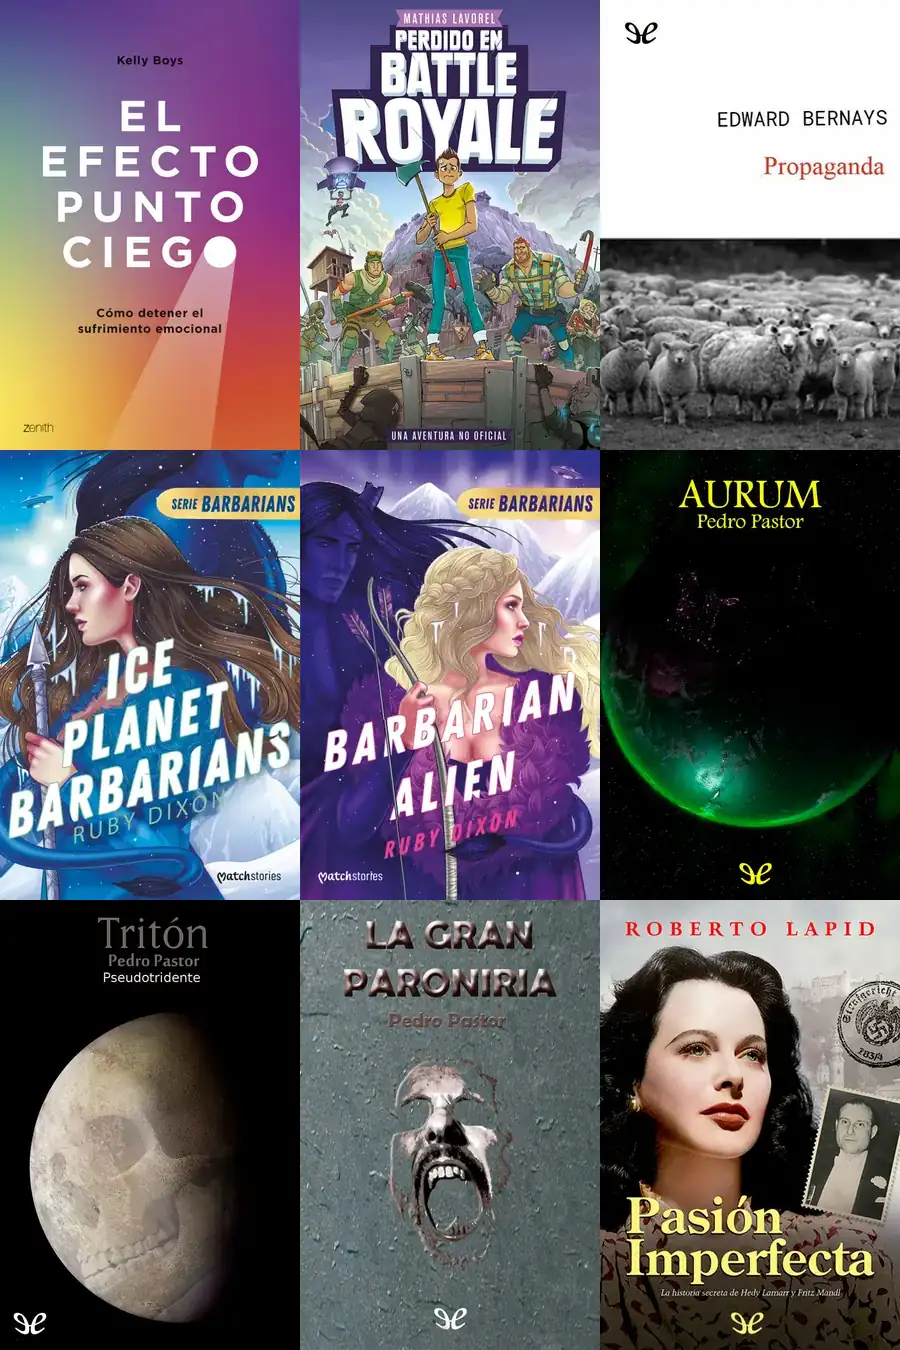 Kelly Boys
EL
EFECTO
PUNTO
CIEGO
Cómo detener el
sufrimiento emocional
zenith
MATHIAS LAVOREL
PERDIDO EN
BATTLE
ROYALE
UNA AVENTURA NO OFICIAL
EDWARD BERNAYS
Propaganda
SERIE BARBARIANS
ICE
PLANET
BARBARIANS
RUBY DIXON
Matchstories
SERIE BARBARIANS
BARBARIAN
ALIEN
RUBY DIXON
Matchstories
AURUM
Pedro Pastor
Tritón
Pedro Pastor
Pseudotridente
LA GRAN
PARONIRIA
Pedro Pastor
ROBERTO LAPID
Pasión
Imperfecta
La historia secreta de Hedy Lamarr y Fritz Mandl